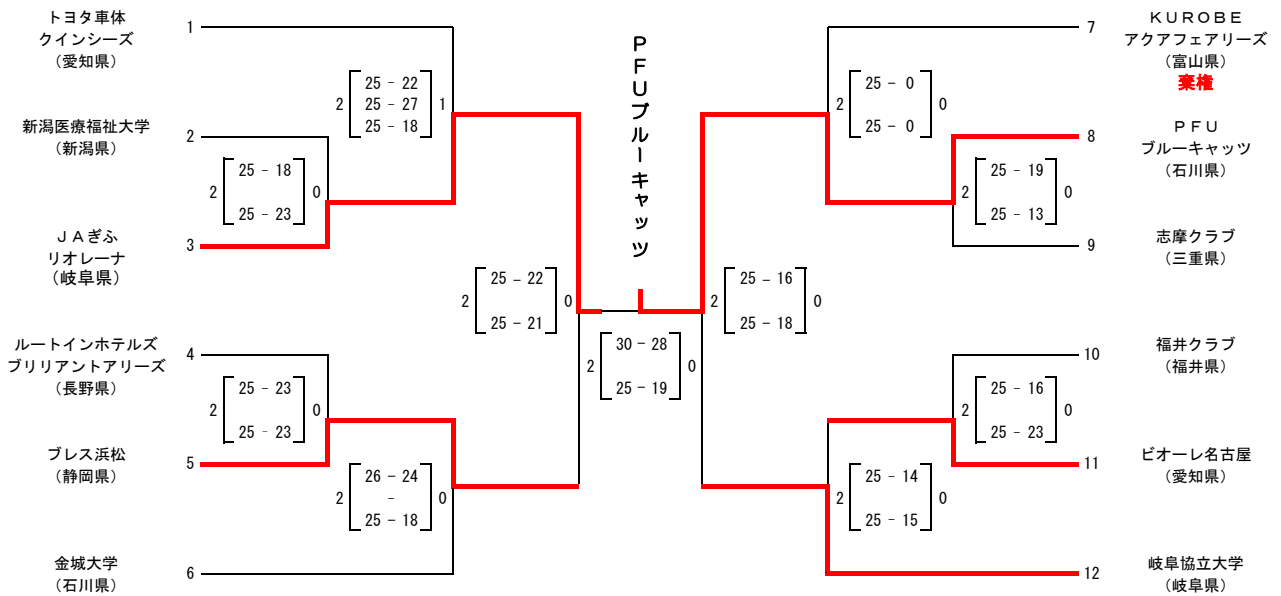 トヨタ車体
クインシーズ
（愛知県）
1
新潟医療福祉大学
（新潟県）
2
ＪＡぎふ
リオレーナ
（岐阜県）
3
ルートインホテルズ
ブリリアントアリーズ
（長野県）
4
ブレス浜松
（静岡県）
5
金城大学
（石川県）
6
2
25 - 22
25 - 27
25 - 18
1
2
25 - 18
25 - 23
0
2
25 - 22
25 - 21
0
2
25 - 23
25 - 23
0
2
26 - 24
-
25 - 18
0
ＰＦＵブルーキャッツ
2
30 - 28
25 - 19
0
2
25 - 0
25 - 0
0
2
25 - 19
25 - 13
0
2
25 - 16
25 - 18
0
2
25 - 16
25 - 23
0
2
25 - 14
25 - 15
0
7
ＫＵＲＯＢＥ
アクアフェアリーズ
（富山県）
棄権
8
ＰＦＵ
ブルーキャッツ
（石川県）
9
志摩クラブ
（三重県）
10
福井クラブ
（福井県）
11
ビオーレ名古屋
（愛知県）
12
岐阜協立大学
（岐阜県）